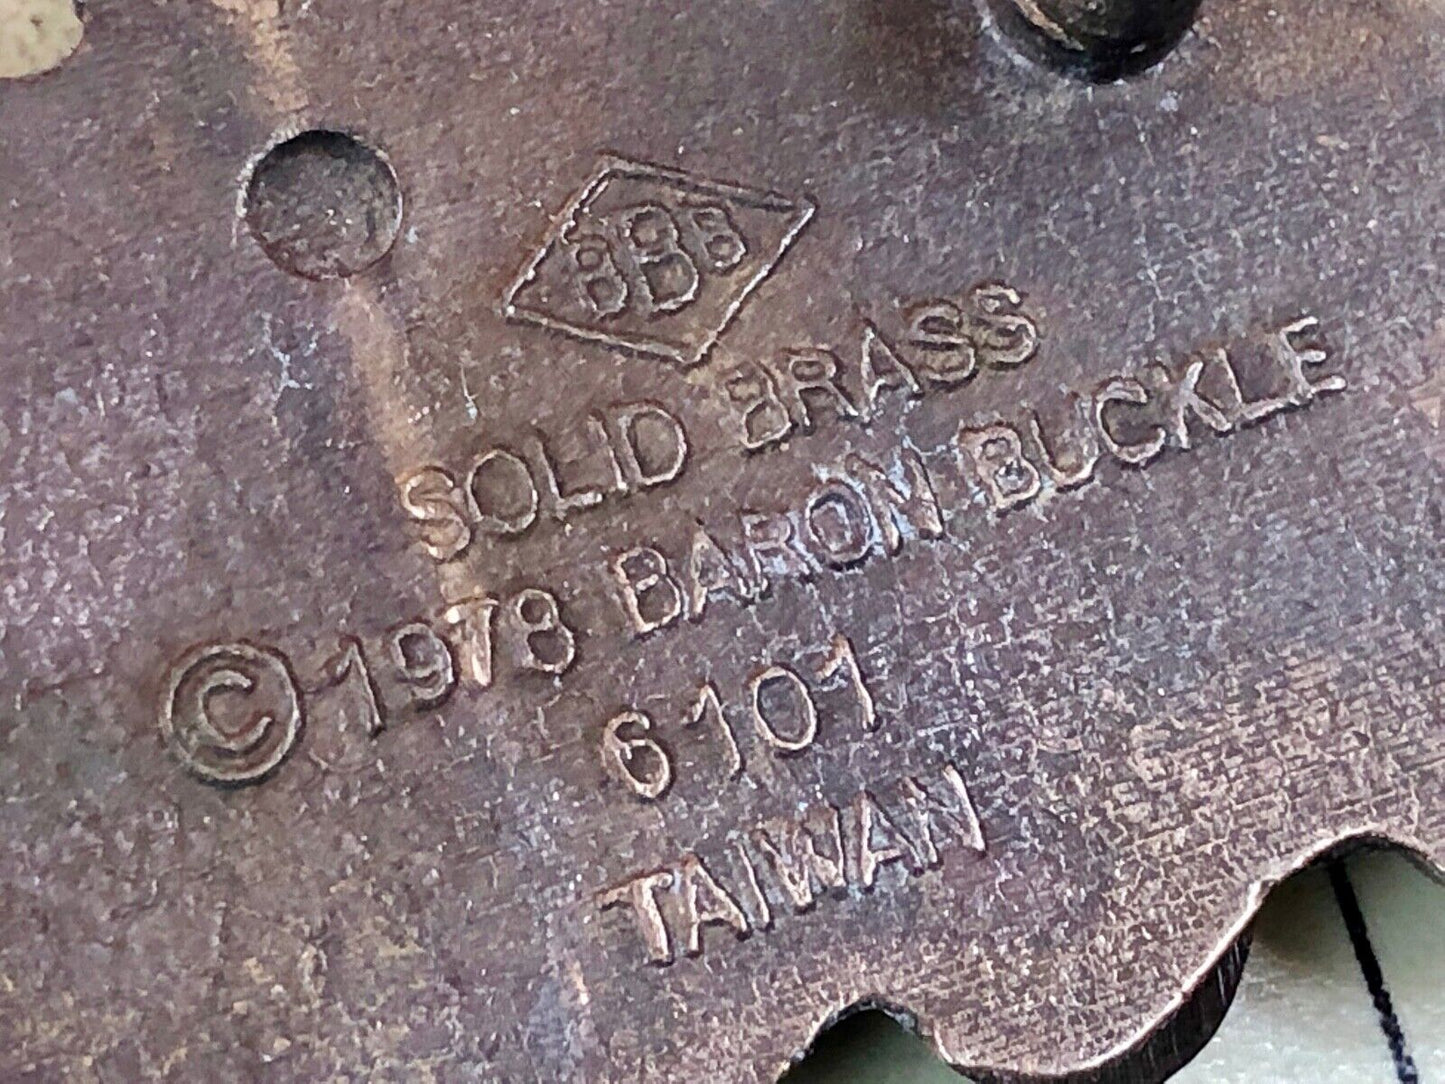 BBB
SOLID BRASS
© 1978 BARON BUCKLE
6101
TAIWAN